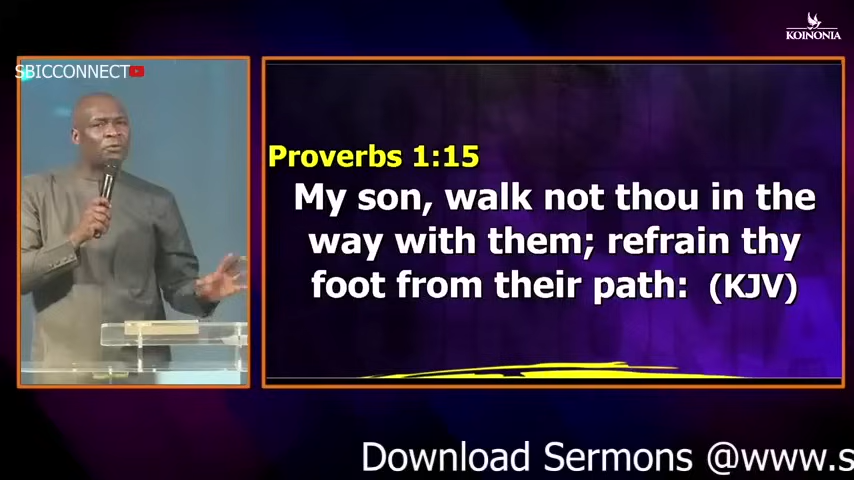 KOINONIA
SBICCONNECT
Proverbs 1:15
My son, walk not thou in the
way with them; refrain thy
foot from their path: (KJV)
Download Sermons @www.s